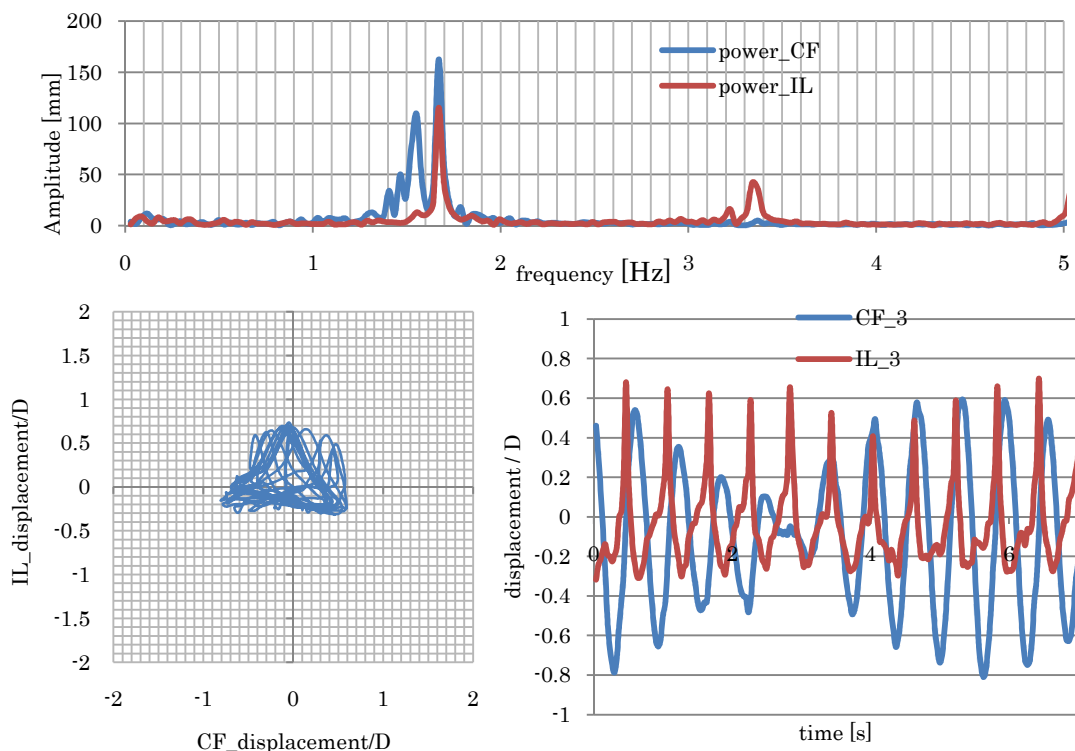 200
150
100
50
0
Amplitude [mm]
power_CF
power_IL
0 1 2 3 4 5
frequency [Hz]
2
1.5
1
0.5
0
-0.5
-1
-1.5
-2
IL_displacement/D
-2 -1 0 1 2
CF_displacement/D
1
0.8
0.6
0.4
0.2
0
-0.2
-0.4
-0.6
-0.8
-1
displacement / D
CF_3
IL_3
0 2 4 6
time [s]